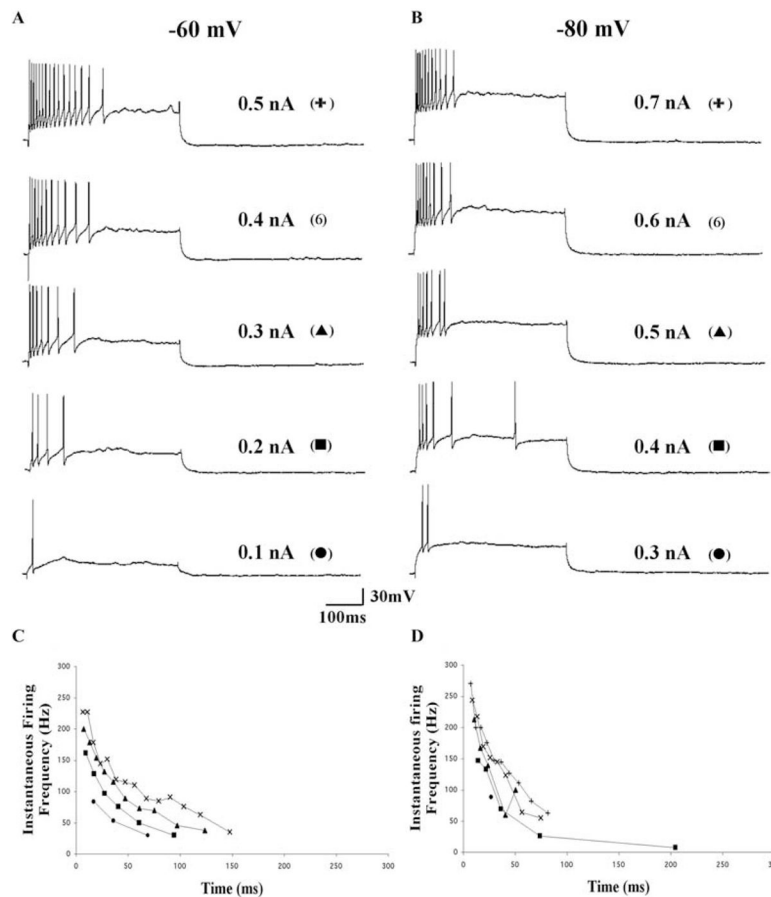 A
-60 mV
0.5 nA (✚)
0.4 nA (6)
0.3 nA (▲)
0.2 nA (■)
0.1 nA (●)
B
-80 mV
0.7 nA (✚)
0.6 nA (6)
0.5 nA (▲)
0.4 nA (■)
0.3 nA (●)
30mV
100ms
C
Instantaneous Firing
Frequency (Hz)
300
250
200
150
100
50
0
0 50 100 150 200 250 300
Time (ms)
D
Instantaneous firing
Frequency (Hz)
300
250
200
150
100
50
0
0 50 100 150 200 250 300
Time (ms)